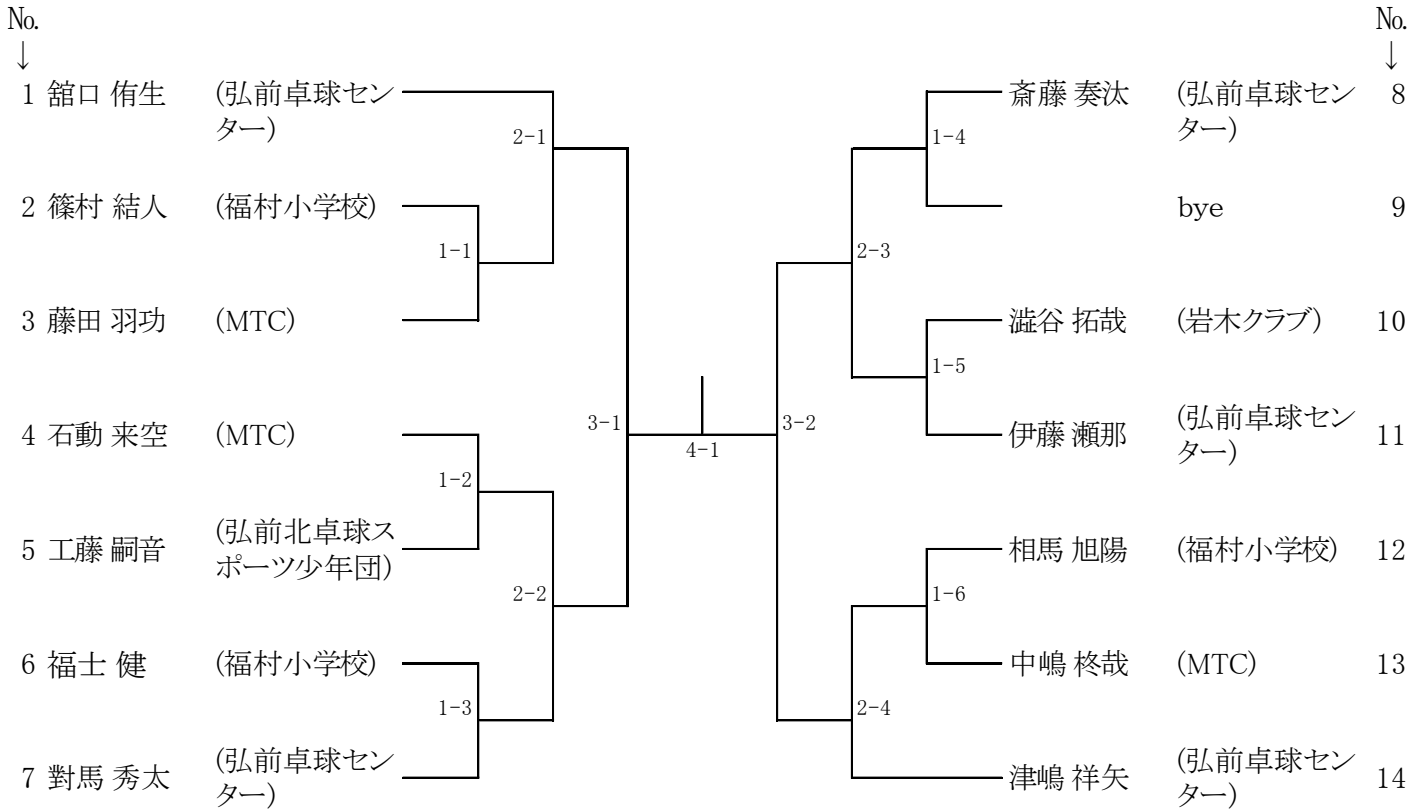 No.
↓
1 舘口 侑生 (弘前卓球セン
ター)
2-1
2 篠村 結人 (福村小学校)
1-1
3 藤田 羽功 (MTC)
3-1
4 石動 来空 (MTC)
1-2
5 工藤 嗣音 (弘前北卓球ス
ポーツ少年団)
2-2
6 福士 健 (福村小学校)
1-3
7 對馬 秀太 (弘前卓球セン
ター)
4-1
No.
↓
斎藤 奏汰 (弘前卓球セン 8
ター)
1-4
bye 9
2-3
澁谷 拓哉 (岩木クラブ) 10
1-5
3-2
伊藤 瀬那 (弘前卓球セン
ター) 11
相馬 旭陽 (福村小学校) 12
1-6
中嶋 柊哉 (MTC) 13
2-4
津嶋 祥矢 (弘前卓球セン
ター) 14